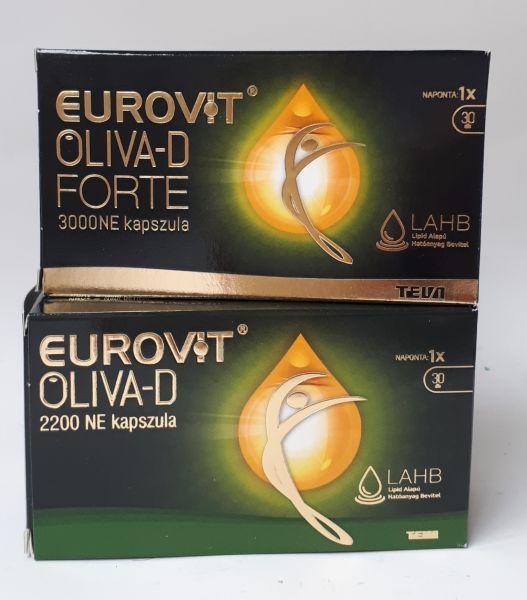 EUROVIT®
OLIVA-D
FORTE
3000NE kapszula
NAPONTA: 1x
30
LAHB
Lipid Alapú
Hatóanyag Bevitel
TEVA
EUROVIT®
OLIVA-D
2200 NE kapszula
NAPONTA: 1x
30
LAHB
Lipid Alapú
Hatóanyag Bevitel
TEVA